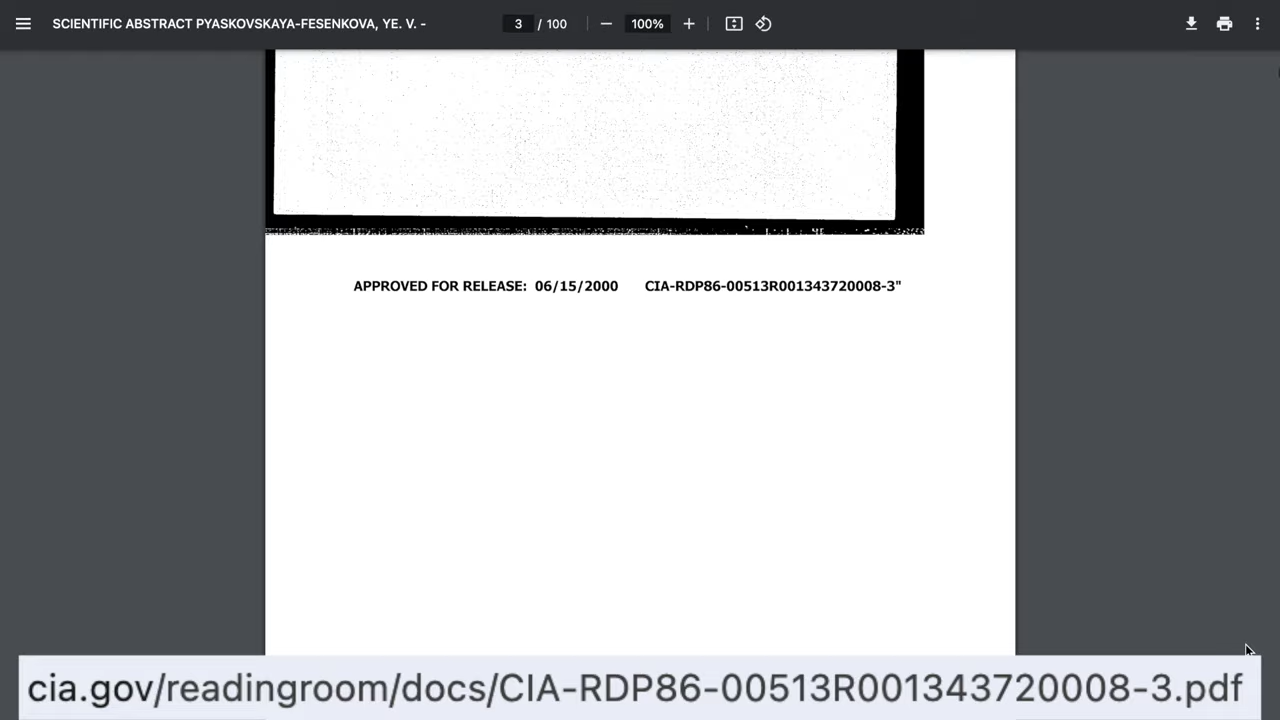 SCIENTIFIC ABSTRACT PYASKOVSKAYA-FESENKOVA, YE. V. - 3 / 100 100%
APPROVED FOR RELEASE: 06/15/2000 CIA-RDP86-00513R001343720008-3"
cia.gov/readingroom/docs/CIA-RDP86-00513R001343720008-3.pdf